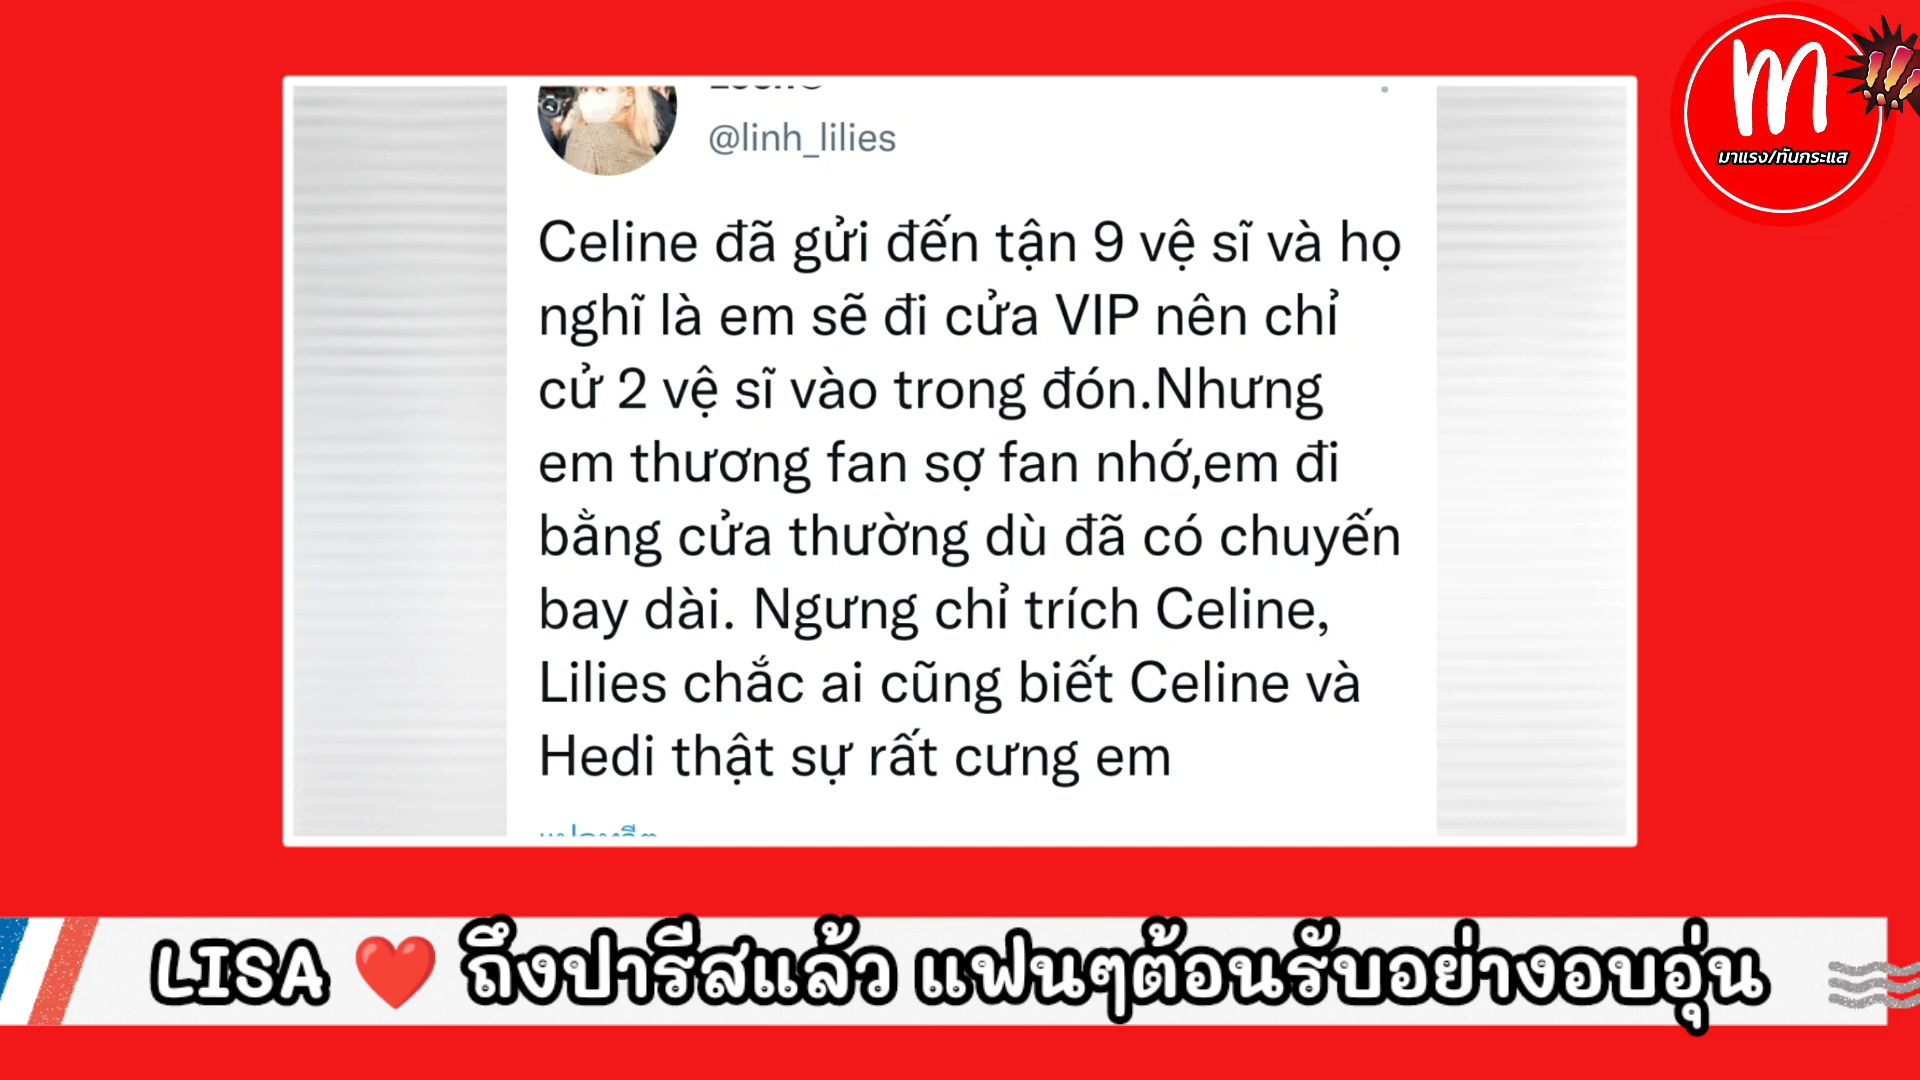 m
มาแรง/ทันกระแส
@linh_lilies
Celine đã gửi đến tận 9 vệ sĩ và họ
nghĩ là em sẽ đi cửa VIP nên chỉ
cử 2 vệ sĩ vào trong đón.Nhưng
em thương fan sợ fan nhớ,em đi
bằng cửa thường dù đã có chuyến
bay dài. Ngưng chỉ trích Celine,
Lilies chắc ai cũng biết Celine và
Hedi thật sự rất cưng em
LISA ❤️ ถึงปารีสแล้ว แฟนๆต้อนรับอย่างอบอุ่น